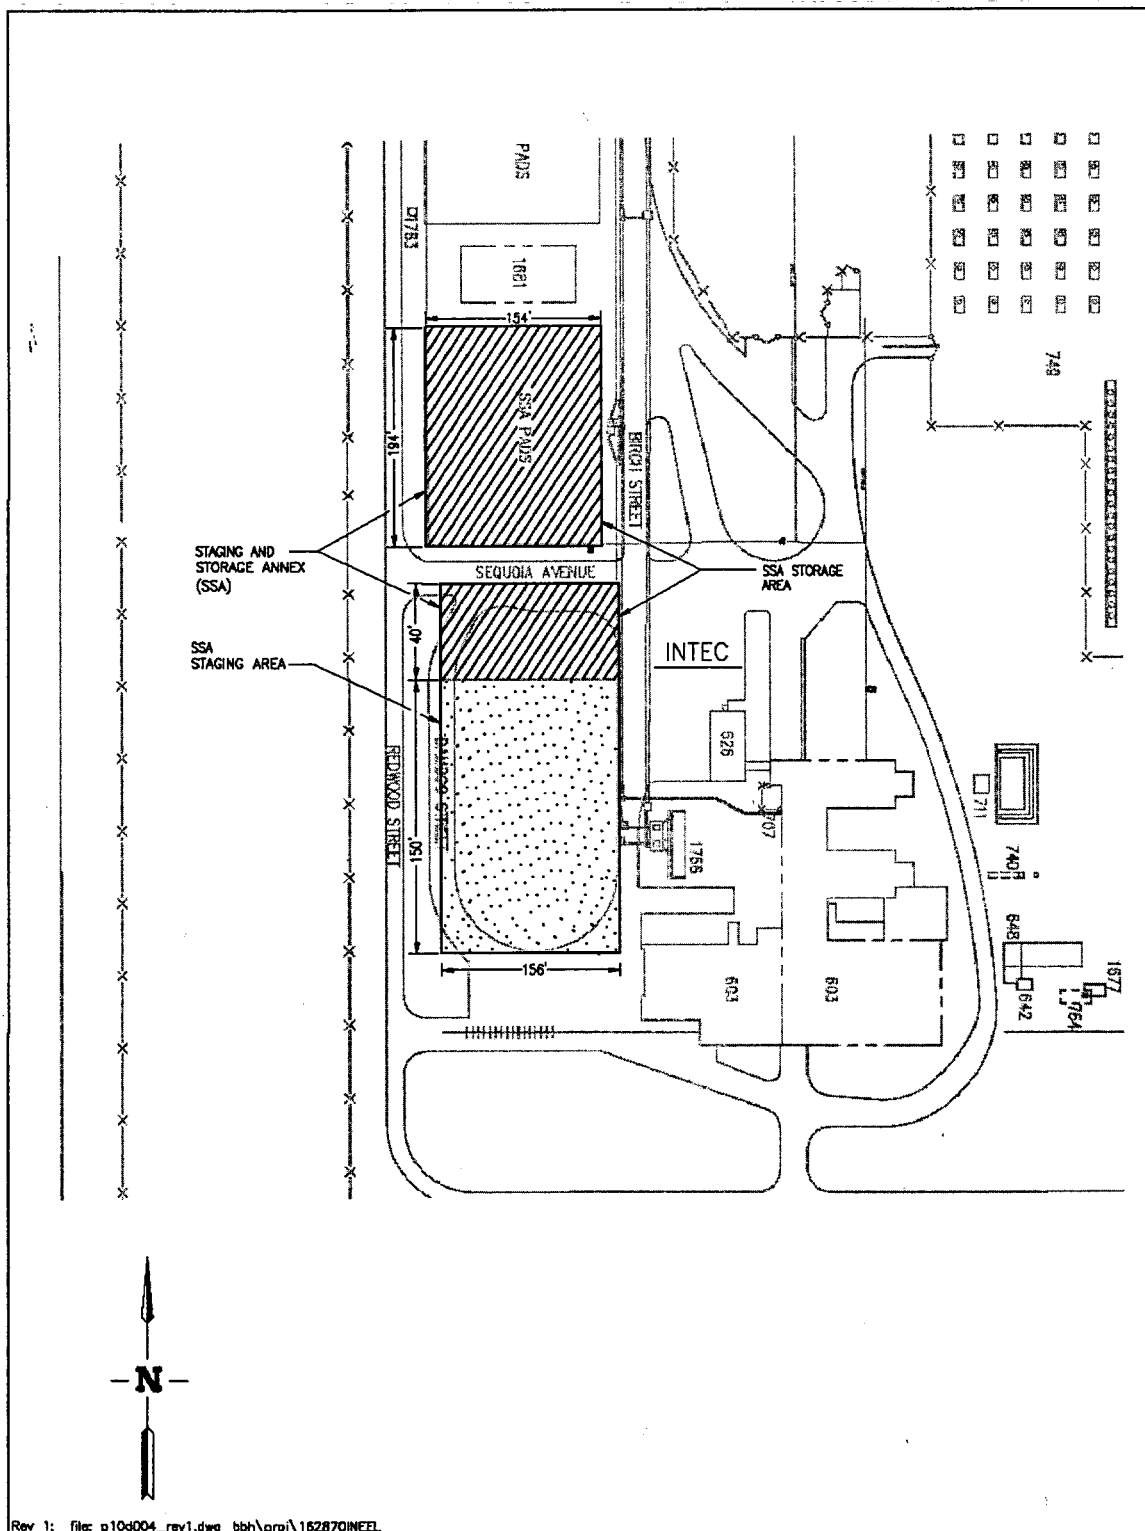 PADS
1763
1661
154'
194'
SSA PADS
BIRCH STREET
749
STAGING AND
STORAGE ANNEX
(SSA)
SEQUOIA AVENUE
SSA STORAGE
AREA
40'
SSA
STAGING AREA
INTEC
626
REDWOOD STREET
150'
711
707
1756
740
156'
603
603
648
642
764
1677
N
Rev 1: file: p10d004_rev1.dwg bbh\proj\162870INEEL